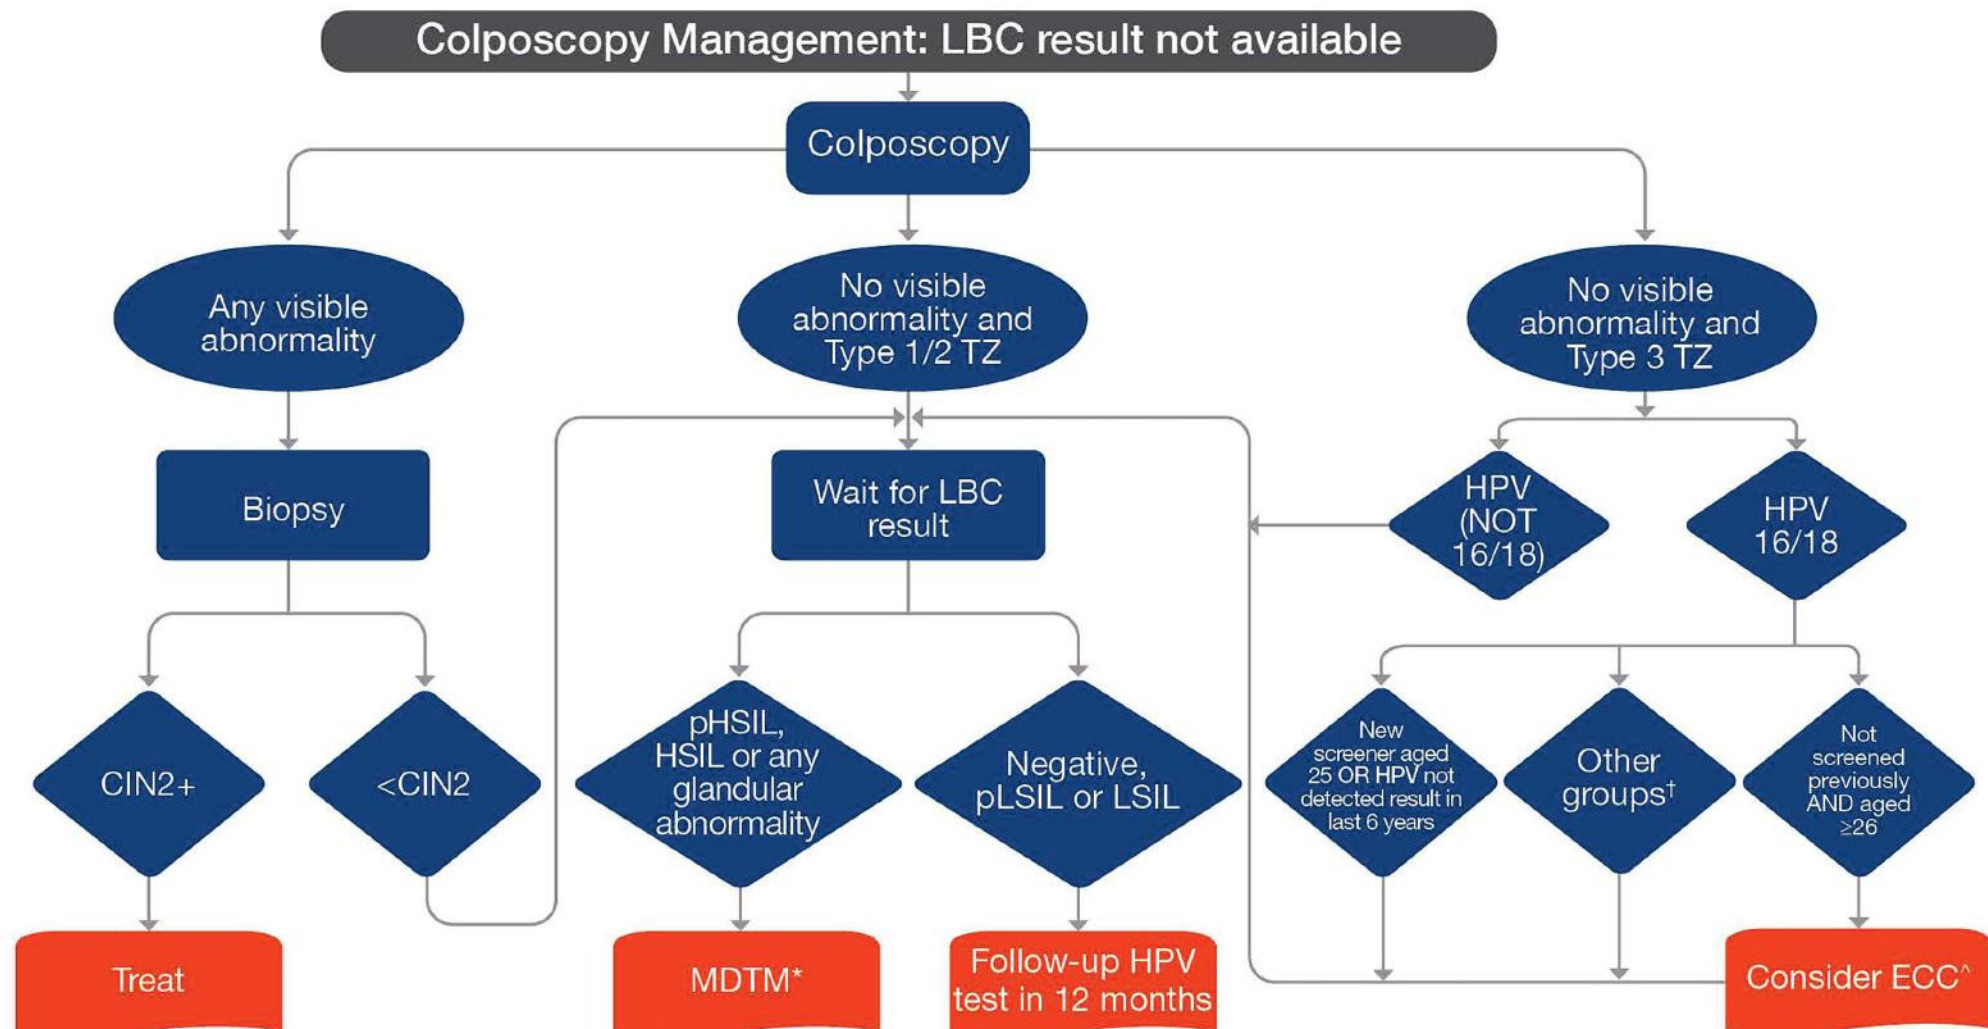 Colposcopy Management: LBC result not available
Colposcopy
Any visible
abnormality
No visible
abnormality and
Type 1/2 TZ
No visible
abnormality and
Type 3 TZ
Biopsy
Wait for LBC
result
HPV
(NOT
16/18)
HPV
16/18
CIN2+
<CIN2
pHSIL,
HSIL or any
glandular
abnormality
Negative,
pLSIL or LSIL
New
screener aged
25 OR HPV not
detected result in
last 6 years
Other
groups†
Not
screened
previously
AND aged
≥26
Treat
MDTM*
Follow-up HPV
test in 12 months
Consider ECC^